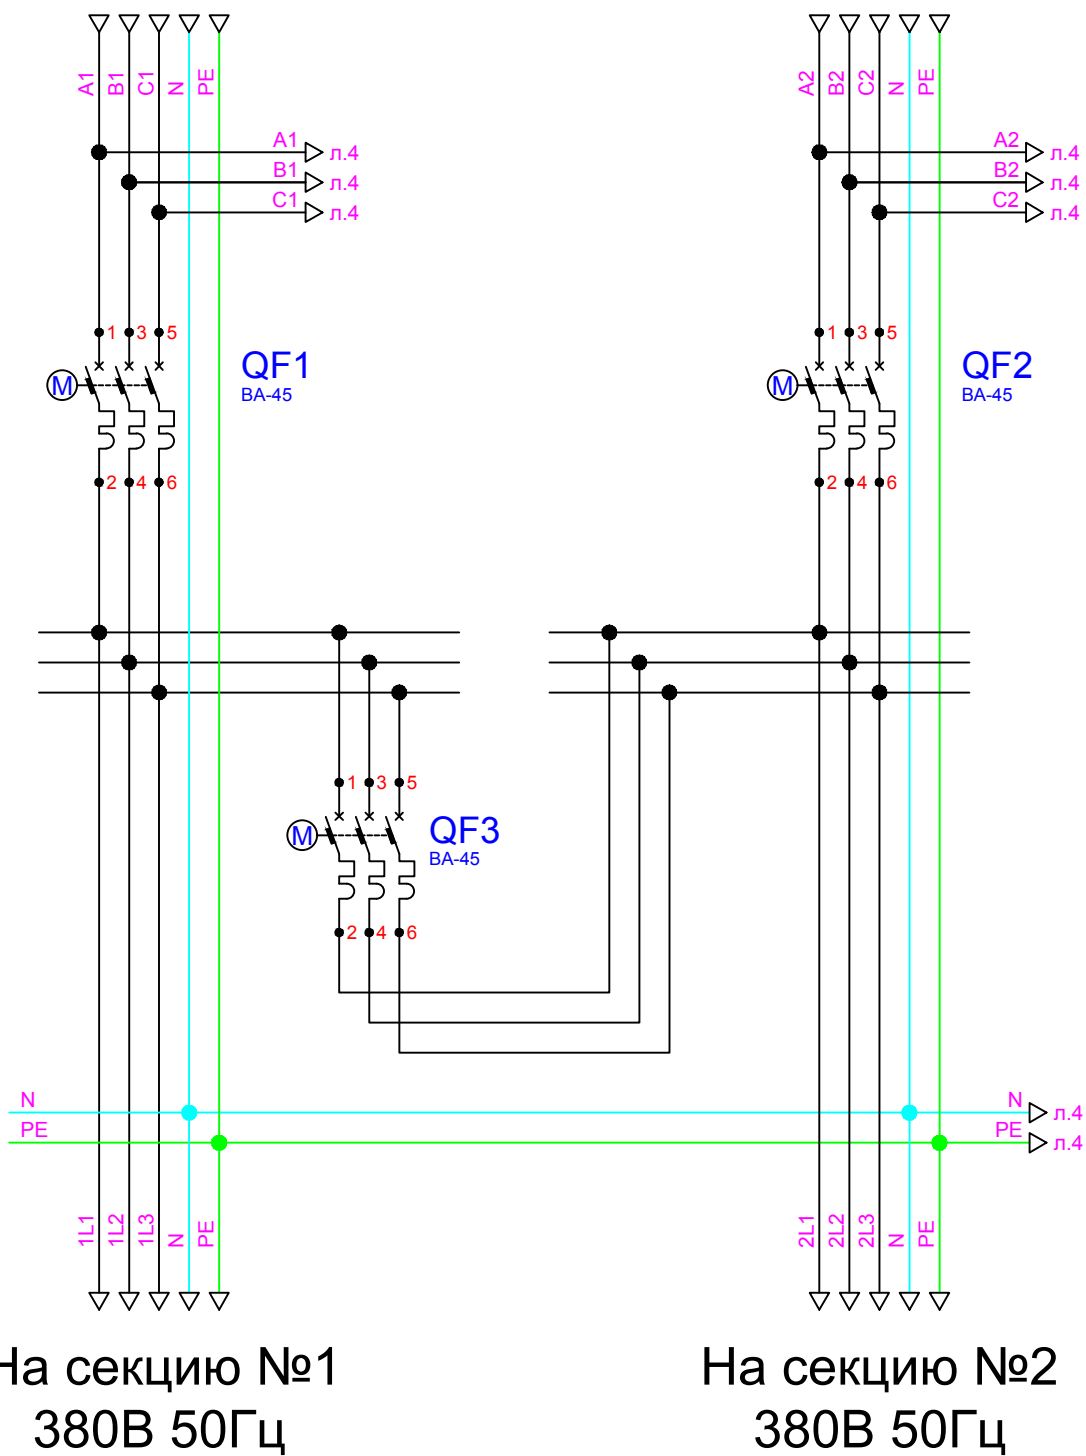 A1 B1 C1 N PE
A2 B2 C2 N PE
A1 л.4
B1 л.4
C1 л.4
A2 л.4
B2 л.4
C2 л.4
1 3 5
QF1
M
ВА-45
2 4 6
1 3 5
QF2
M
ВА-45
2 4 6
1 3 5
QF3
M
ВА-45
2 4 6
N
N л.4
PE
PE л.4
1L1 1L2 1L3 N PE
2L1 2L2 2L3 N PE
На секцию №1
380В 50Гц
На секцию №2
380В 50Гц